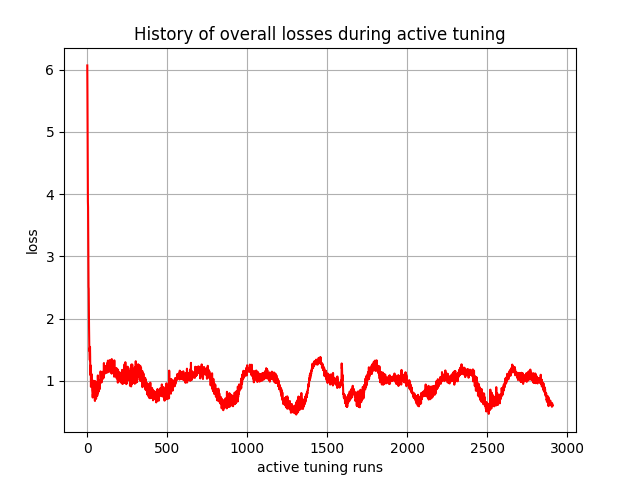 History of overall losses during active tuning
6
5
4
3
2
1
loss
0 500 1000 1500 2000 2500 3000
active tuning runs